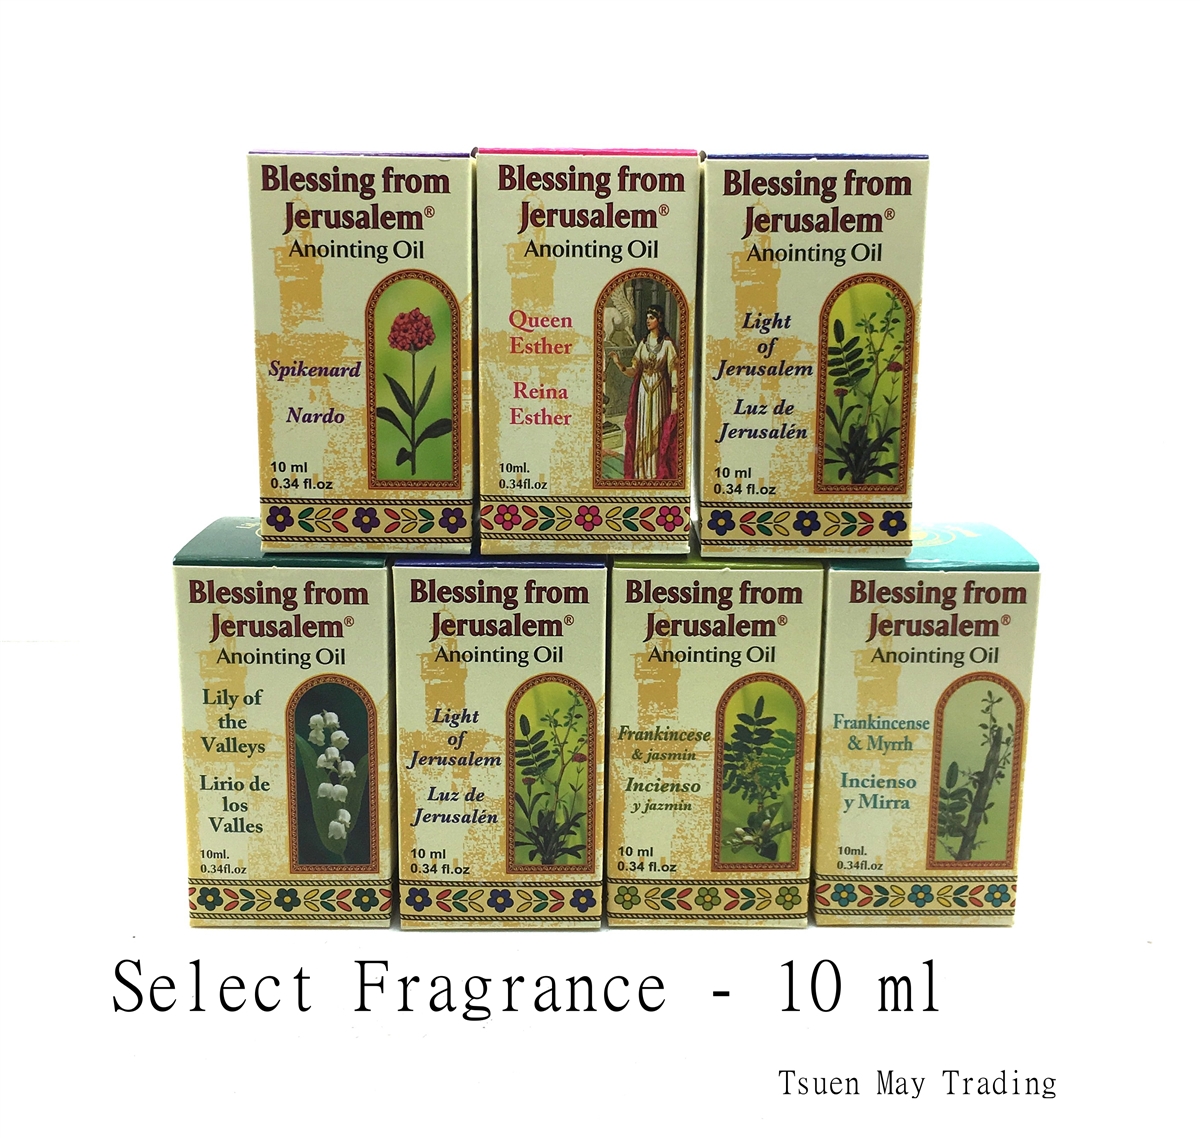 Blessing from
Jerusalem®
Anointing Oil
Spikenard
Nardo
10 ml
0.34 fl.oz
Blessing from
Jerusalem®
Anointing Oil
Queen
Esther
Reina
Esther
10ml.
0.34fl.oz
Blessing from
Jerusalem®
Anointing Oil
Light
of
Jerusalem
Luz de
Jerusalén
10 ml
0.34 fl.oz
Blessing from
Jerusalem®
Anointing Oil
Lily of
the
Valleys
Lirio de
los
Valles
10ml.
0.34fl.oz
Blessing from
Jerusalem®
Anointing Oil
Light
of
Jerusalem
Luz de
Jerusalén
10 ml
0.34 fl.oz
Blessing from
Jerusalem®
Anointing Oil
Frankincese
& jasmin
Incienso
y jazmin
10 ml
0.34 fl.oz
Blessing from
Jerusalem®
Anointing Oil
Frankincense
& Myrrh
Incienso
y Mirra
10ml.
0.34fl.oz
Select Fragrance - 10 ml
Tsuen May Trading